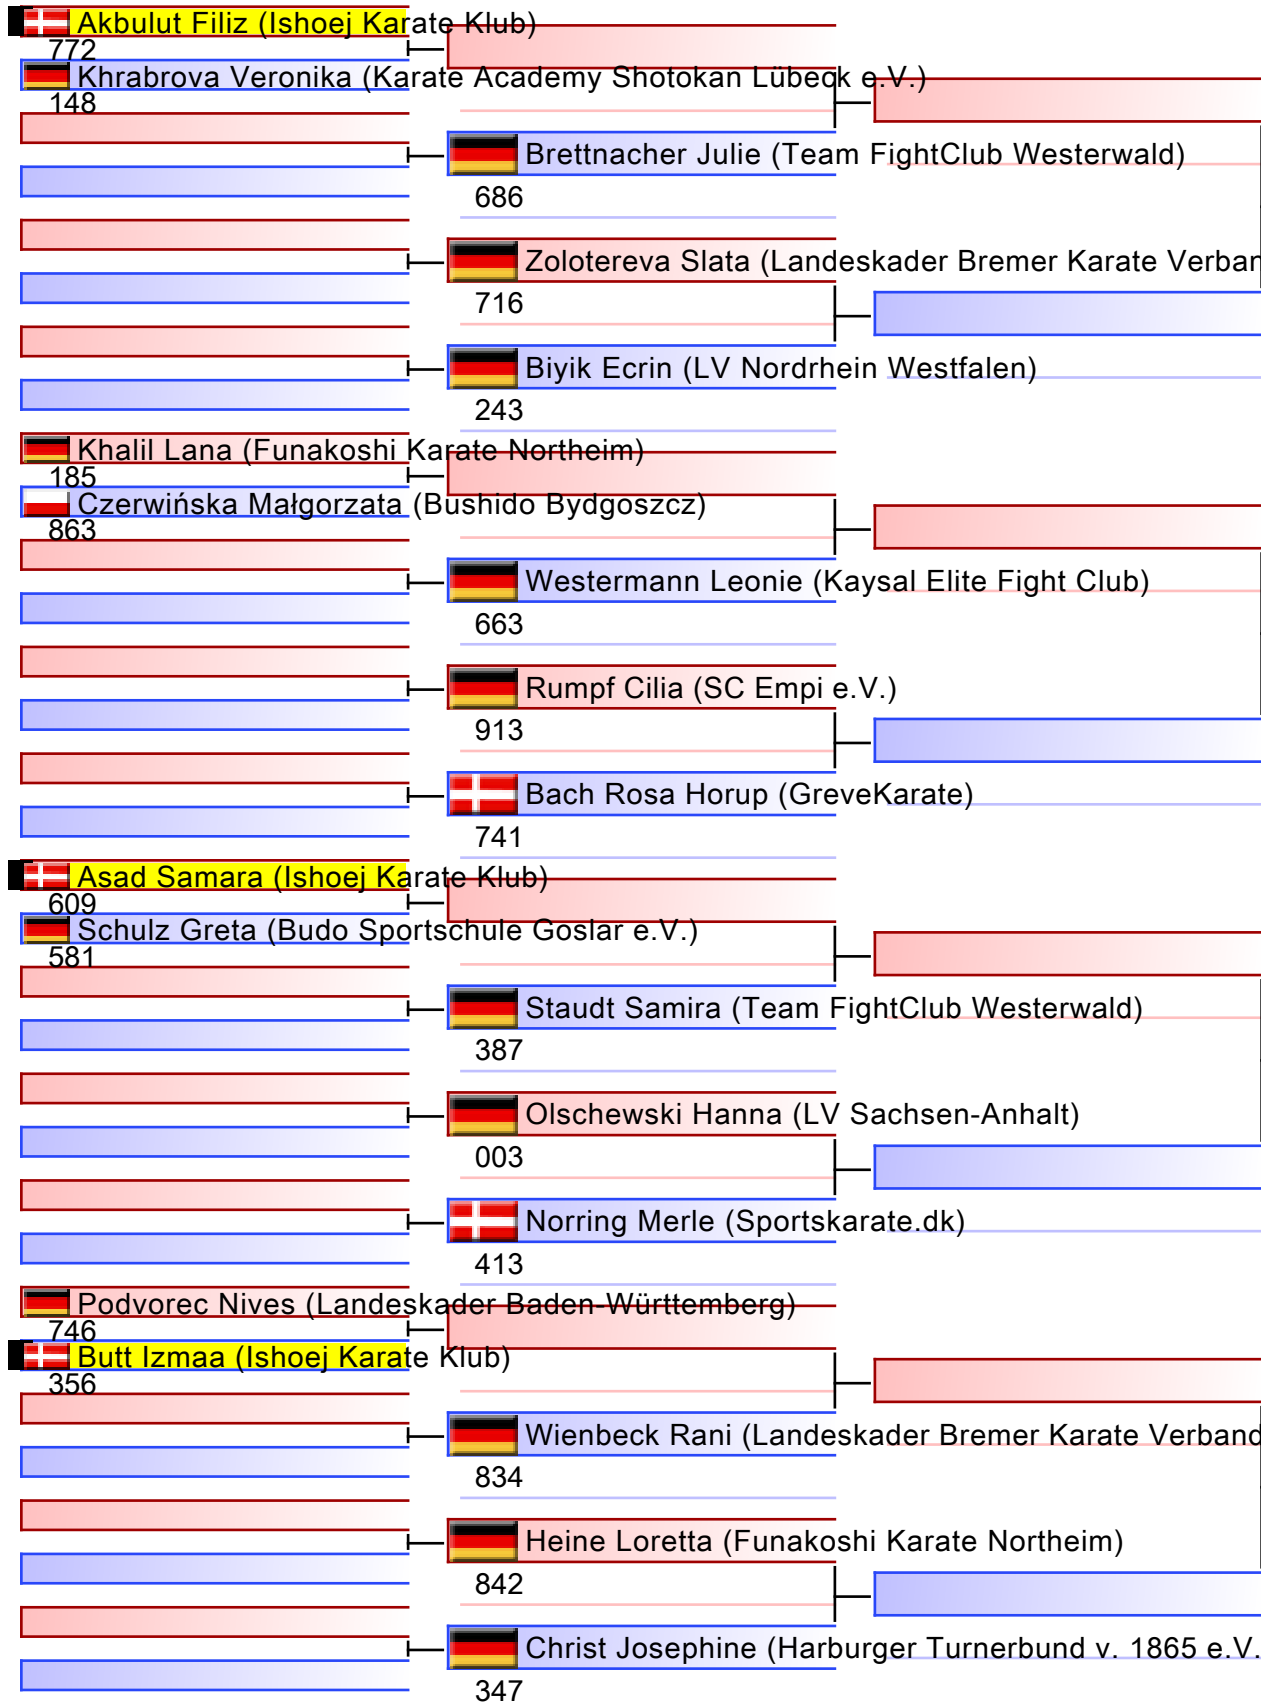 Akbulut Filiz (Ishoej Karate Klub)
772
Khrabrova Veronika (Karate Academy Shotokan Lübeck e.V.)
148
Brettnacher Julie (Team FightClub Westerwald)
686
Zolotereva Slata (Landeskader Bremer Karate Verban
716
Biyik Ecrin (LV Nordrhein Westfalen)
243
Khalil Lana (Funakoshi Karate Northeim)
185
Czerwińska Małgorzata (Bushido Bydgoszcz)
863
Westermann Leonie (Kaysal Elite Fight Club)
663
Rumpf Cilia (SC Empi e.V.)
913
Bach Rosa Horup (GreveKarate)
741
Asad Samara (Ishoej Karate Klub)
609
Schulz Greta (Budo Sportschule Goslar e.V.)
581
Staudt Samira (Team FightClub Westerwald)
387
Olschewski Hanna (LV Sachsen-Anhalt)
003
Norring Merle (Sportskarate.dk)
413
Podvorec Nives (Landeskader Baden-Württemberg)
746
Butt Izmaa (Ishoej Karate Klub)
356
Wienbeck Rani (Landeskader Bremer Karate Verband
834
Heine Loretta (Funakoshi Karate Northeim)
842
Christ Josephine (Harburger Turnerbund v. 1865 e.V.
347